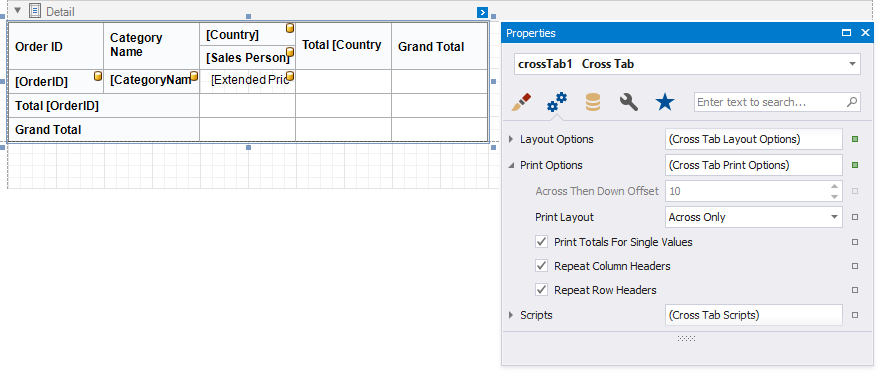 Detail
Order ID
Category
Name
[Country]
[Sales Person]
Total [Country
Grand Total
[OrderID]
[CategoryNam
[Extended Pric
Total [OrderID]
Grand Total
Properties
crossTab1 Cross Tab
Enter text to search...
Layout Options (Cross Tab Layout Options)
Print Options (Cross Tab Print Options)
Across Then Down Offset 10
Print Layout Across Only
Print Totals For Single Values
Repeat Column Headers
Repeat Row Headers
Scripts (Cross Tab Scripts)